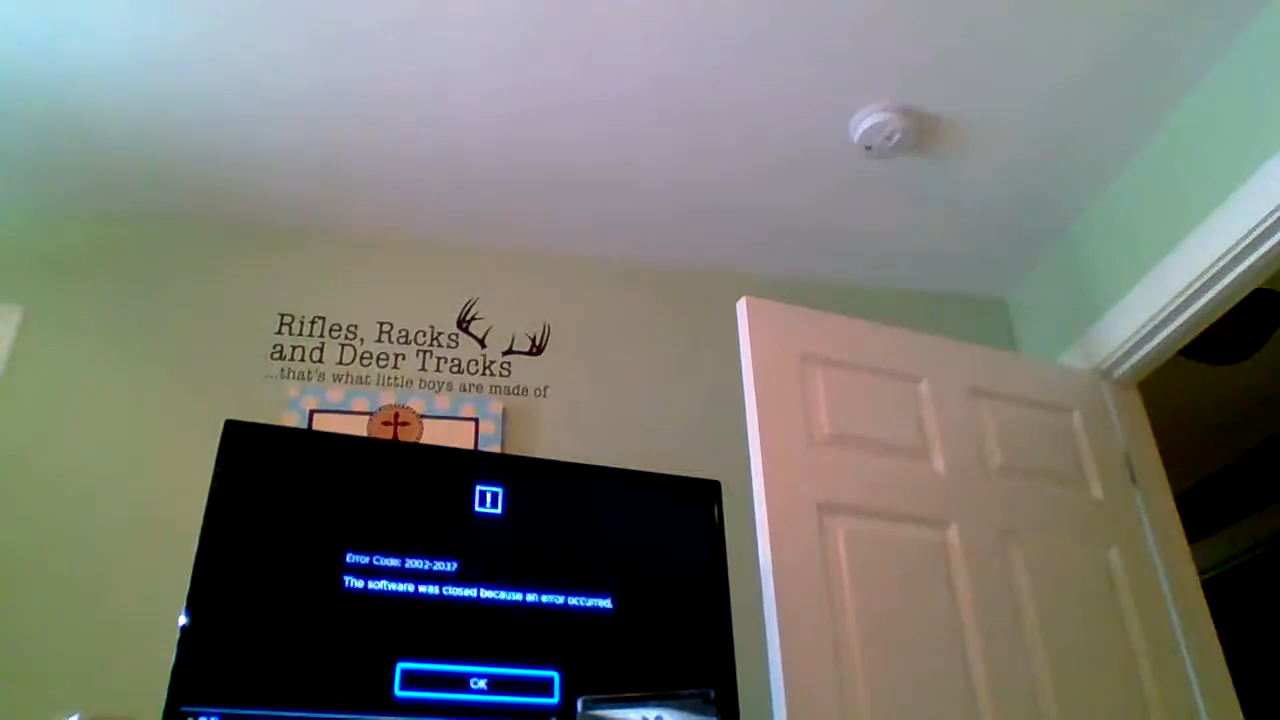 Rifles, Racks
and Deer Tracks
...that's what little boys are made of
!
Error Code: 2002-2037
The software was closed because an error occurred.
OK